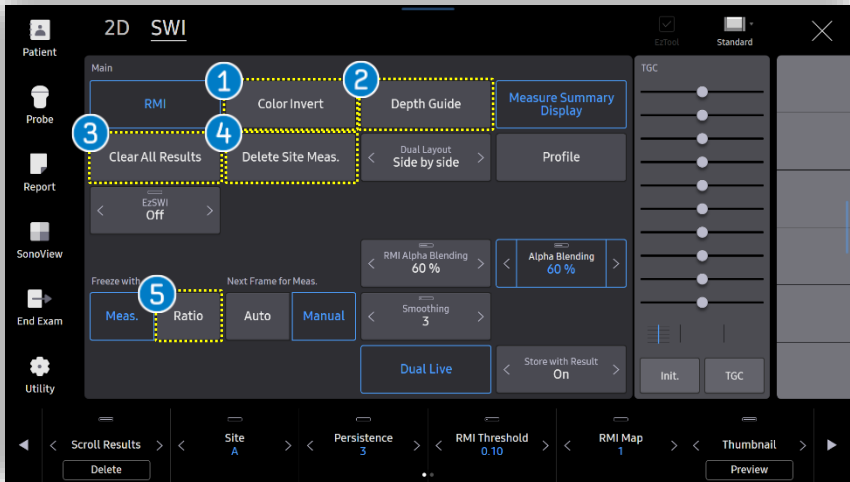 2D SWI
EzTool
Standard
Patient
Probe
Report
SonoView
End Exam
Utility
Main
1
2
RMI
Color Invert
Depth Guide
Measure Summary
Display
3
4
Clear All Results
Delete Site Meas.
Dual Layout
Side by side
Profile
EzSWI
Off
RMI Alpha Blending
60 %
Alpha Blending
60 %
Freeze with
Next Frame for Meas.
5
Meas.
Ratio
Auto
Manual
Smoothing
3
Dual Live
Store with Result
On
TGC
Init.
TGC
Scroll Results
Delete
Site
A
Persistence
3
RMI Threshold
0.10
RMI Map
1
Thumbnail
Preview